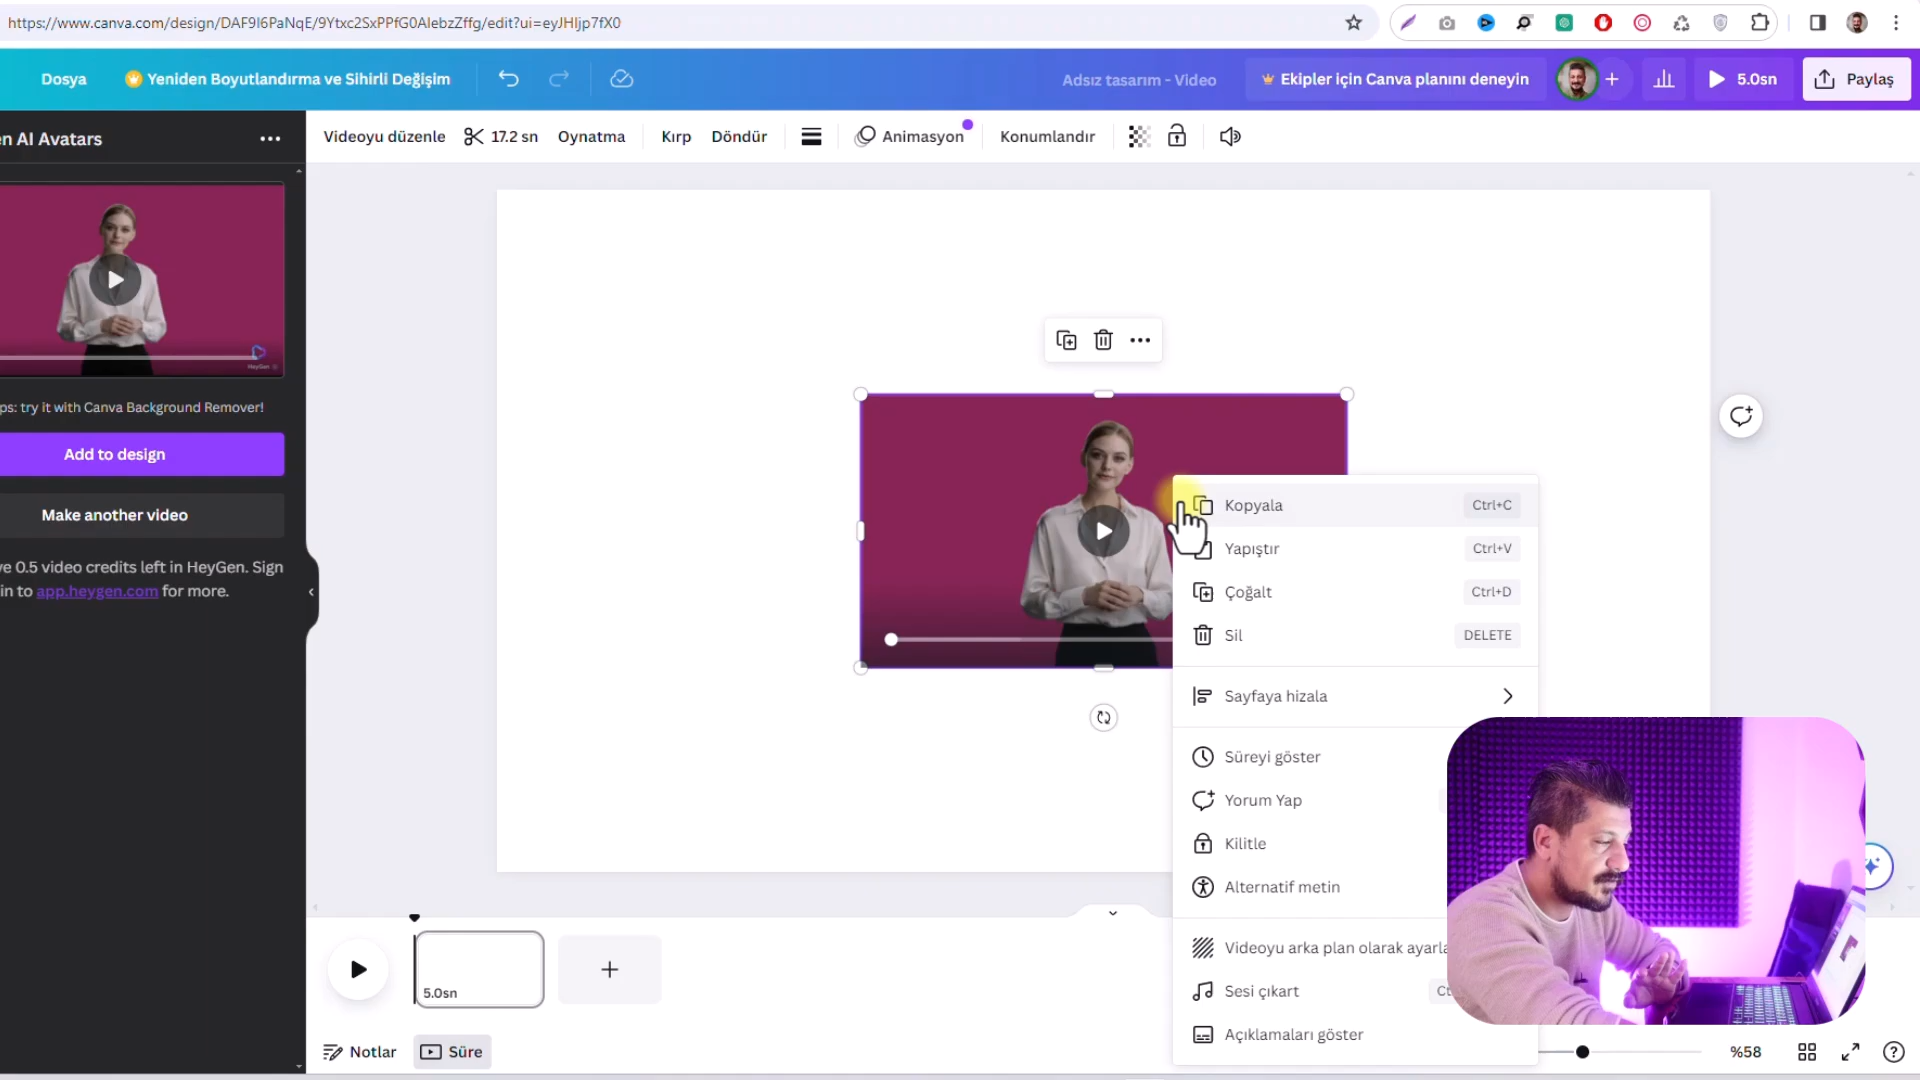 https://www.canva.com/design/DAF9I6PaNqE/9Ytxc2SxPPfG0AIebzZffg/edit?ui=eyJHIjp7fX0
Dosya
Yeniden Boyutlandırma ve Sihirli Değişim
Adsız tasarım - Video
Ekipler için Canva planını deneyin
5.0sn
Paylaş
n AI Avatars
Videoyu düzenle
17.2 sn
Oynatma
Kırp
Döndür
Animasyon
Konumlandır
HeyGen
ps: try it with Canva Background Remover!
Add to design
Make another video
ve 0.5 video credits left in HeyGen. Sign
in to app.heygen.com for more.
Kopyala Ctrl+C
Yapıştır Ctrl+V
Çoğalt Ctrl+D
Sil DELETE
Sayfaya hizala
Süreyi göster
Yorum Yap
Kilitle
Alternatif metin
Videoyu arka plan olarak ayarla
Sesi çıkart Ct
Açıklamaları göster
5.0sn
Notlar
Süre
%58